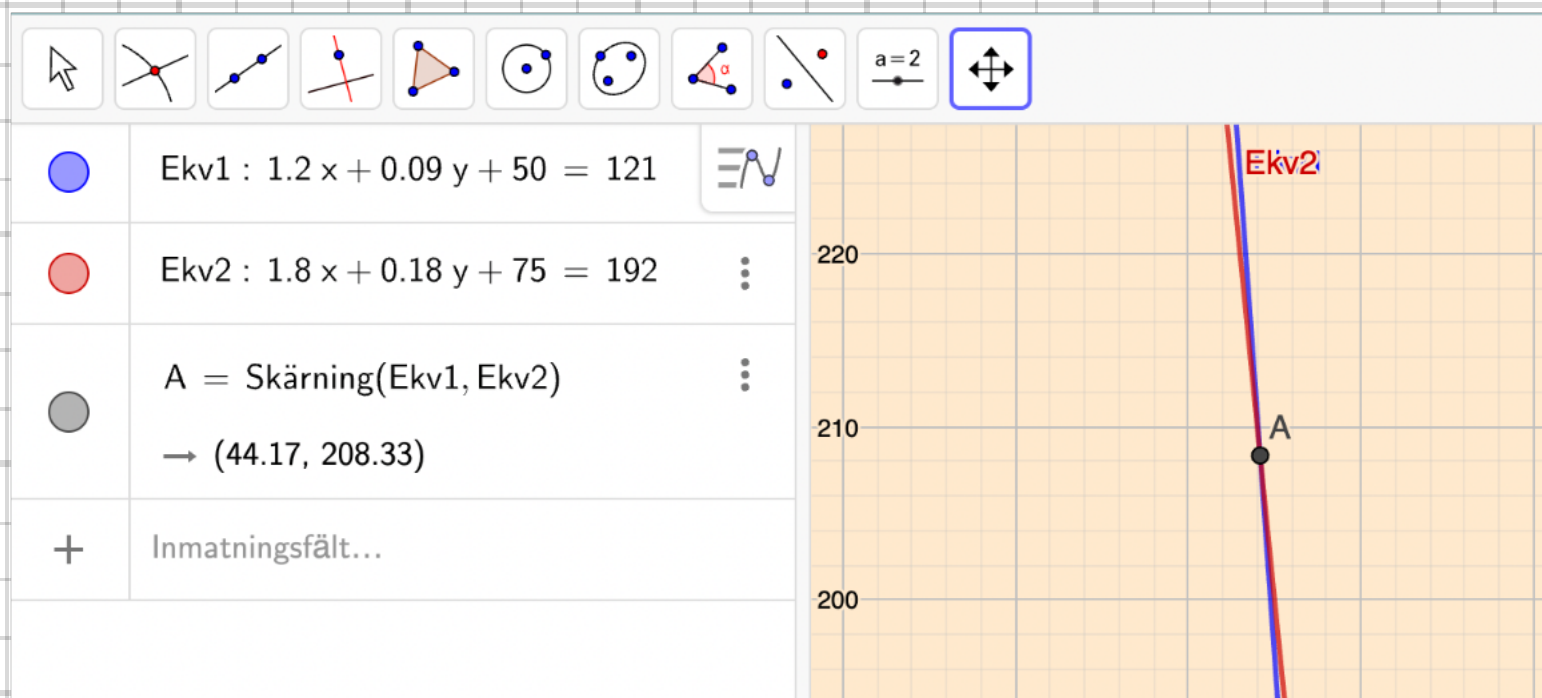 α
a = 2
Ekv1 : 1.2 x + 0.09 y + 50 = 121
Ekv2 : 1.8 x + 0.18 y + 75 = 192
A = Skärning(Ekv1, Ekv2)
→ (44.17, 208.33)
+ Inmatningsfält...
Ekv2
220
210
A
200